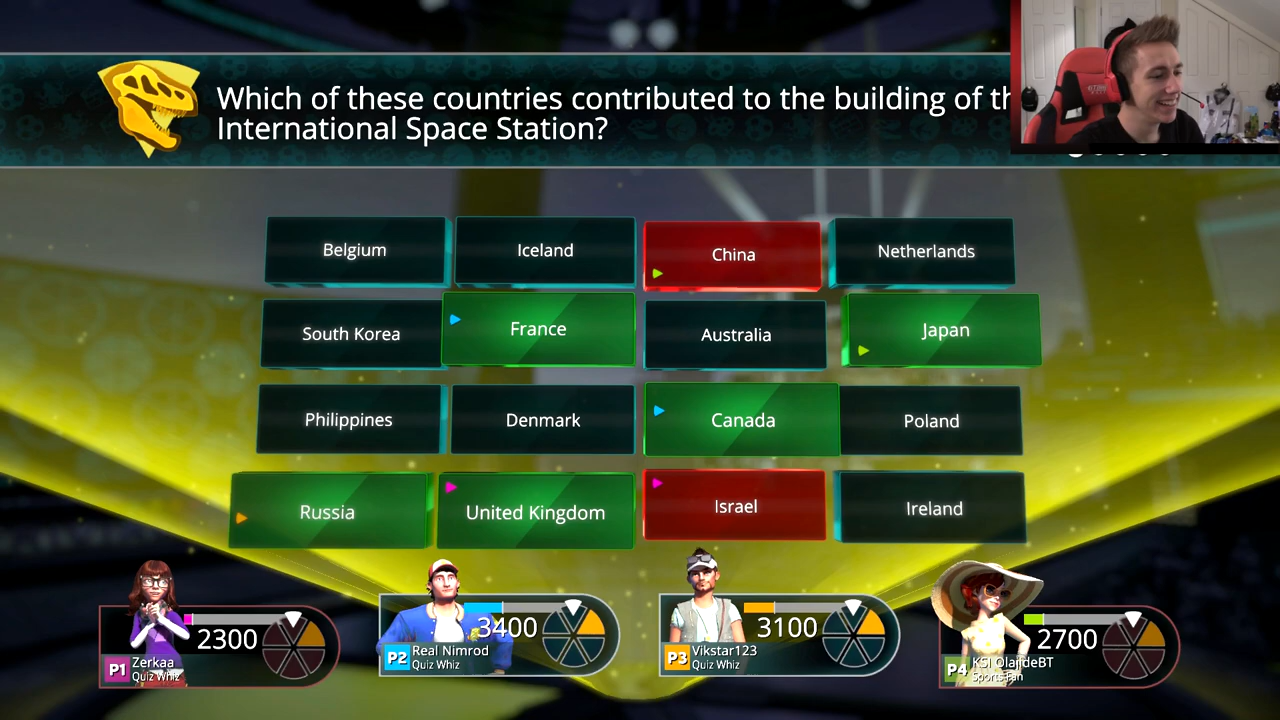 Which of these countries contributed to the building of th
International Space Station?
Belgium
Iceland
China
Netherlands
South Korea
France
Australia
Japan
Philippines
Denmark
Canada
Poland
Russia
United Kingdom
Israel
Ireland
2300
P1 Zerkaa
Quiz Whiz
3400
P2 Real Nimrod
Quiz Whiz
3100
P3 Vikstar123
Quiz Whiz
2700
P4 KSI OlajideBT
Sports Fan